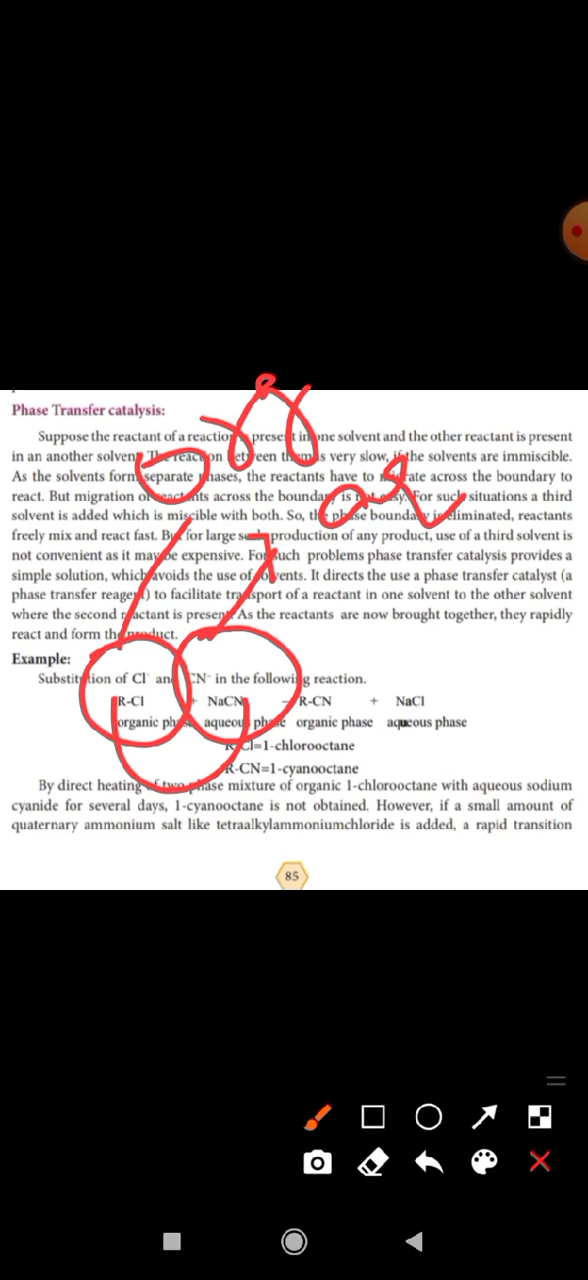 Phase Transfer catalysis:
Suppose the reactant of a reaction is present in one solvent and the other reactant is present
in an another solvent. The reaction between them is very slow, if the solvents are immiscible.
As the solvents form separate phases, the reactants have to migrate across the boundary to
react. But migration of reactants across the boundary is not easy. For such situations a third
solvent is added which is miscible with both. So, the phase boundary is eliminated, reactants
freely mix and react fast. But for large scale production of any product, use of a third solvent is
not convenient as it may be expensive. For such problems phase transfer catalysis provides a
simple solution, which avoids the use of solvents. It directs the use a phase transfer catalyst (a
phase transfer reagent) to facilitate transport of a reactant in one solvent to the other solvent
where the second reactant is present. As the reactants are now brought together, they rapidly
react and form the product.
Example:
Substitution of Cl⁻ and CN⁻ in the following reaction.
R-Cl + NaCN → R-CN + NaCl
organic phase aqueous phase organic phase aqueous phase
R-Cl=1-chlorooctane
R-CN=1-cyanooctane
By direct heating of two phase mixture of organic 1-chlorooctane with aqueous sodium
cyanide for several days, 1-cyanooctane is not obtained. However, if a small amount of
quaternary ammonium salt like tetraalkylammoniumchloride is added, a rapid transition
85